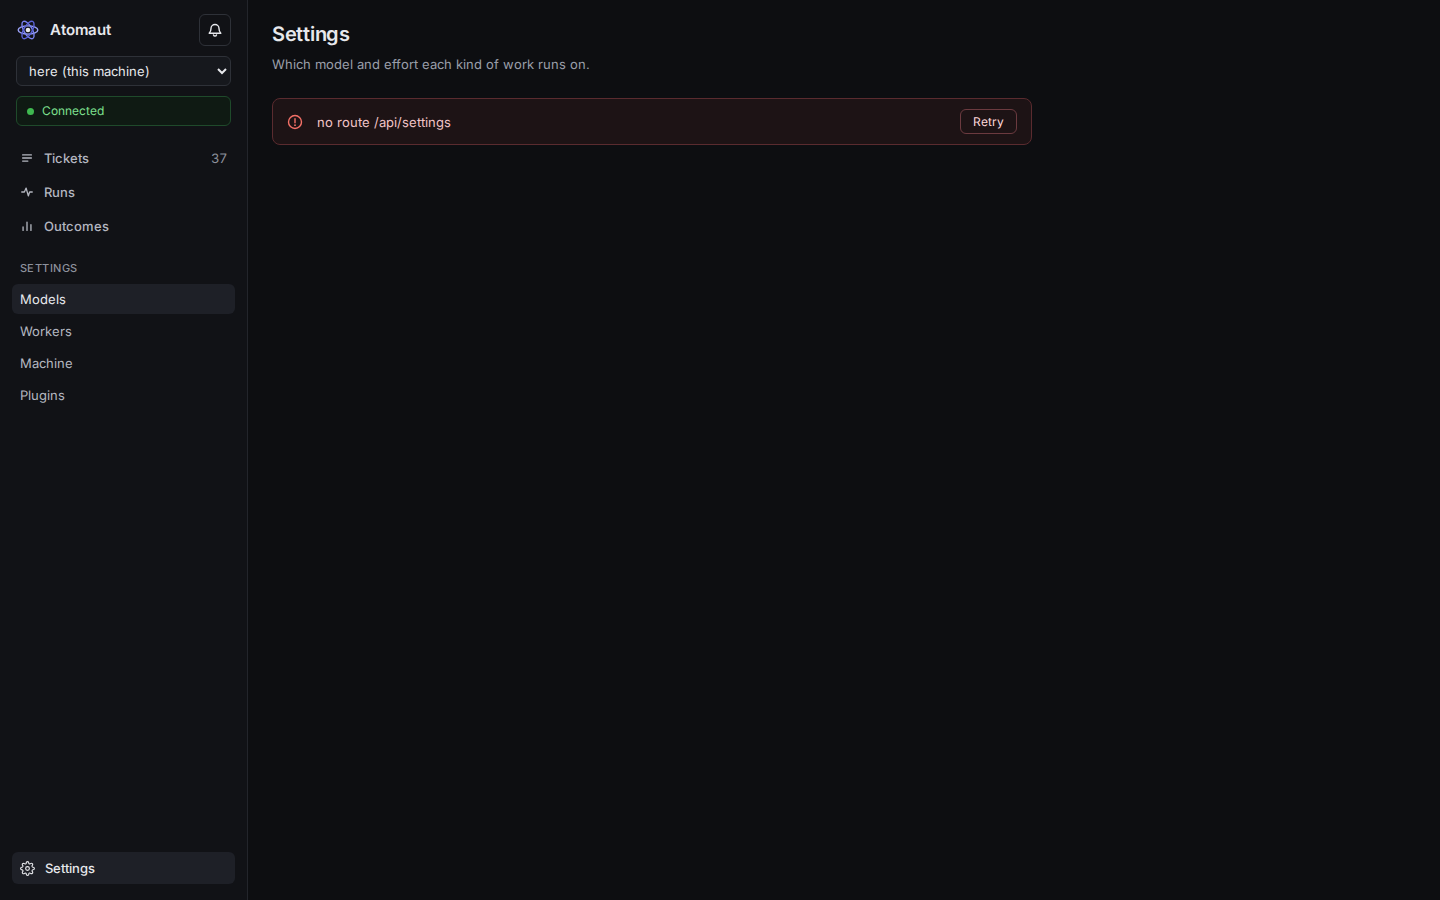 Atomaut
here (this machine)
Connected
Tickets 37
Runs
Outcomes
SETTINGS
Models
Workers
Machine
Plugins
Settings
Settings
Which model and effort each kind of work runs on.
no route /api/settings
Retry